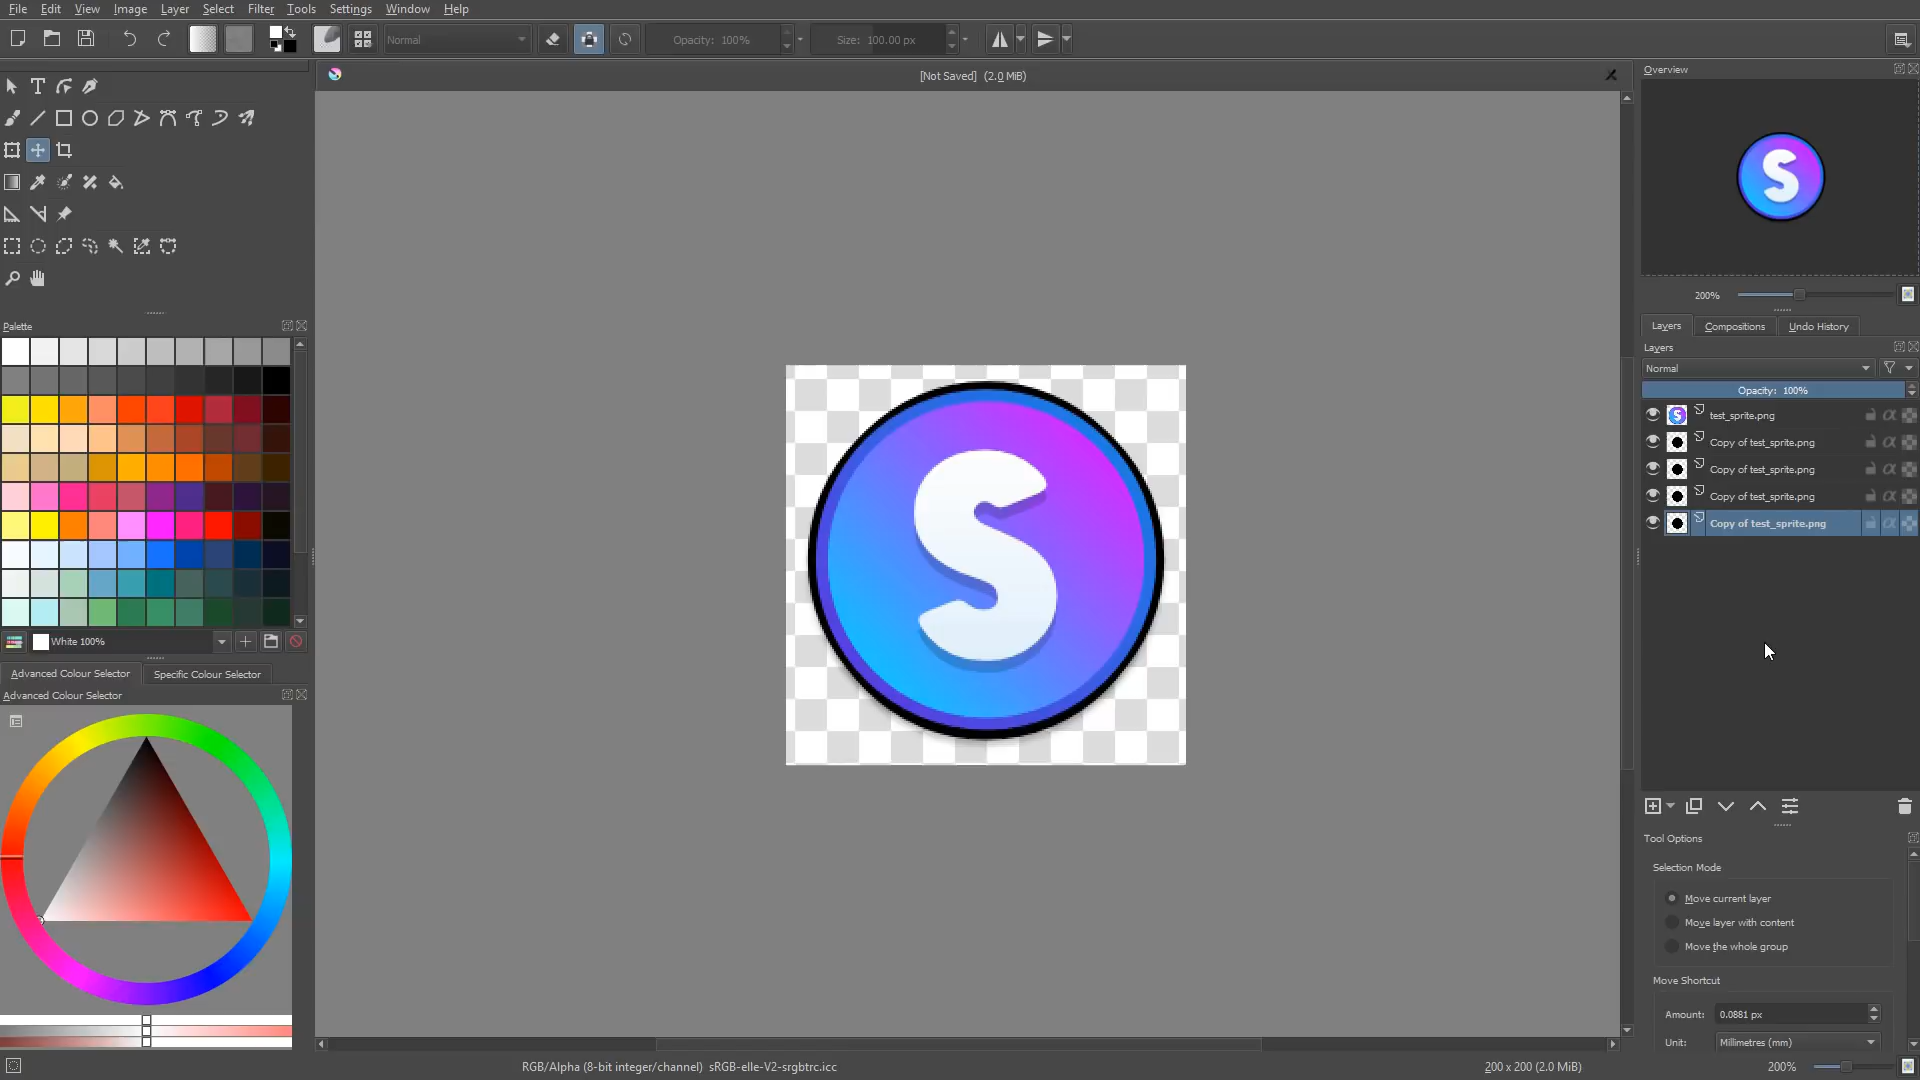 File Edit View Image Layer Select Filter Tools Settings Window Help
Normal Opacity: 100% Size: 100.00 px
[Not Saved] (2.0 MiB)
Overview
S
S
200%
Palette
Layers Compositions Undo History
Layers
Normal
Opacity: 100%
test_sprite.png
Copy of test_sprite.png
Copy of test_sprite.png
Copy of test_sprite.png
Copy of test_sprite.png
White 100%
Advanced Colour Selector Specific Colour Selector
Advanced Colour Selector
Tool Options
Selection Mode
Move current layer
Move layer with content
Move the whole group
Move Shortcut
Amount: 0.0881 px
Unit: Millimetres (mm)
RGB/Alpha (8-bit integer/channel) sRGB-elle-V2-srgbtrc.icc
200 x 200 (2.0 MiB)
200%